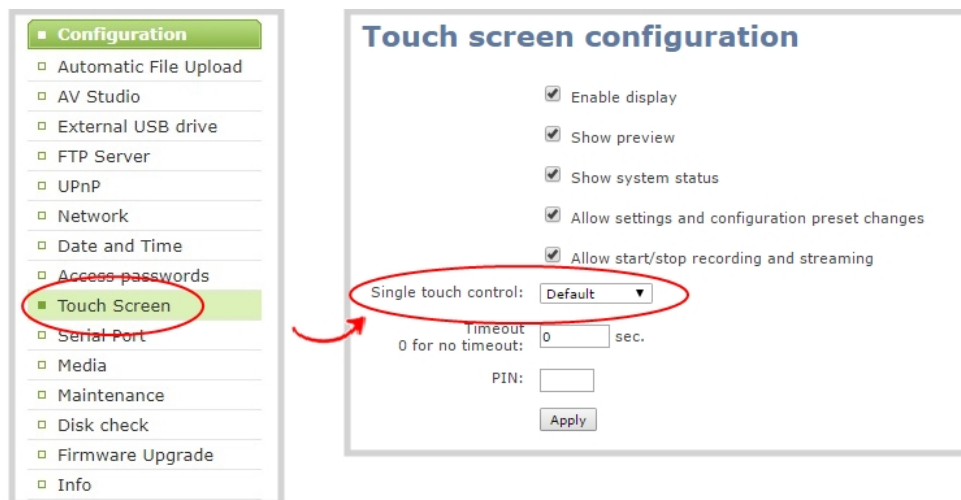 Configuration
Automatic File Upload
AV Studio
External USB drive
FTP Server
UPnP
Network
Date and Time
Access passwords
Touch Screen
Serial Port
Media
Maintenance
Disk check
Firmware Upgrade
Info
Touch screen configuration
Enable display
Show preview
Show system status
Allow settings and configuration preset changes
Allow start/stop recording and streaming
Single touch control: Default
Timeout
0 for no timeout: 0 sec.
PIN:
Apply